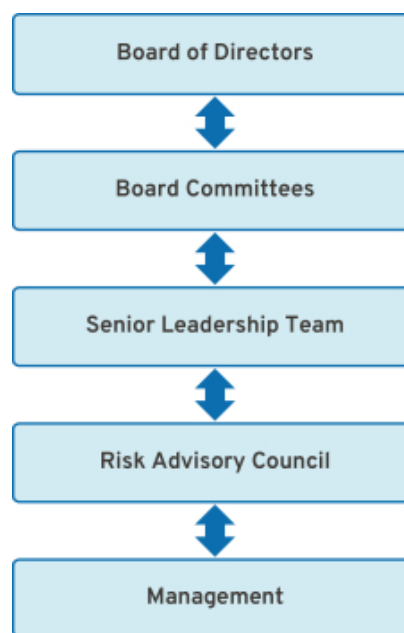 Board of Directors
Board Committees
Senior Leadership Team
Risk Advisory Council
Management